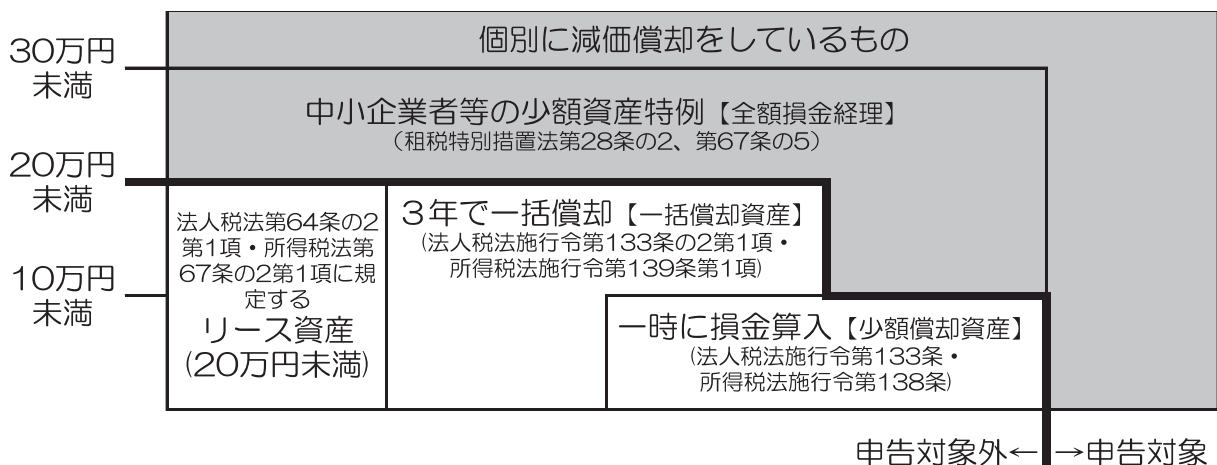 個別に減価償却をしているもの
30万円
未満
中小企業者等の少額資産特例【全額損金経理】
（租税特別措置法第28条の2、第67条の5）
20万円
未満
法人税法第64条の2
第1項・所得税法第
67条の2第1項に規
定する
リース資産
(20万円未満)
3年で一括償却【一括償却資産】
(法人税法施行令第133条の2第1項・
所得税法施行令第139条第1項)
10万円
未満
一時に損金算入【少額償却資産】
(法人税法施行令第133条・
所得税法施行令第138条)
申告対象外←→申告対象